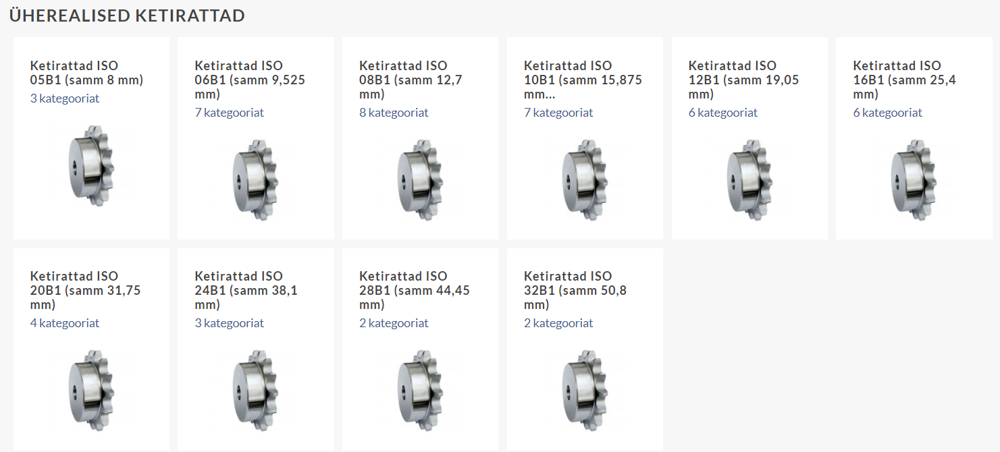 ÜHEREALISED KETIRATTAD
Ketirattad ISO
05B1 (samm 8 mm)
3 kategooriat
Ketirattad ISO
06B1 (samm 9,525
mm)
7 kategooriat
Ketirattad ISO
08B1 (samm 12,7
mm)
8 kategooriat
Ketirattad ISO
10B1 (samm 15,875
mm...
7 kategooriat
Ketirattad ISO
12B1 (samm 19,05
mm)
6 kategooriat
Ketirattad ISO
16B1 (samm 25,4
mm)
6 kategooriat
Ketirattad ISO
20B1 (samm 31,75
mm)
4 kategooriat
Ketirattad ISO
24B1 (samm 38,1
mm)
3 kategooriat
Ketirattad ISO
28B1 (samm 44,45
mm)
2 kategooriat
Ketirattad ISO
32B1 (samm 50,8
mm)
2 kategooriat